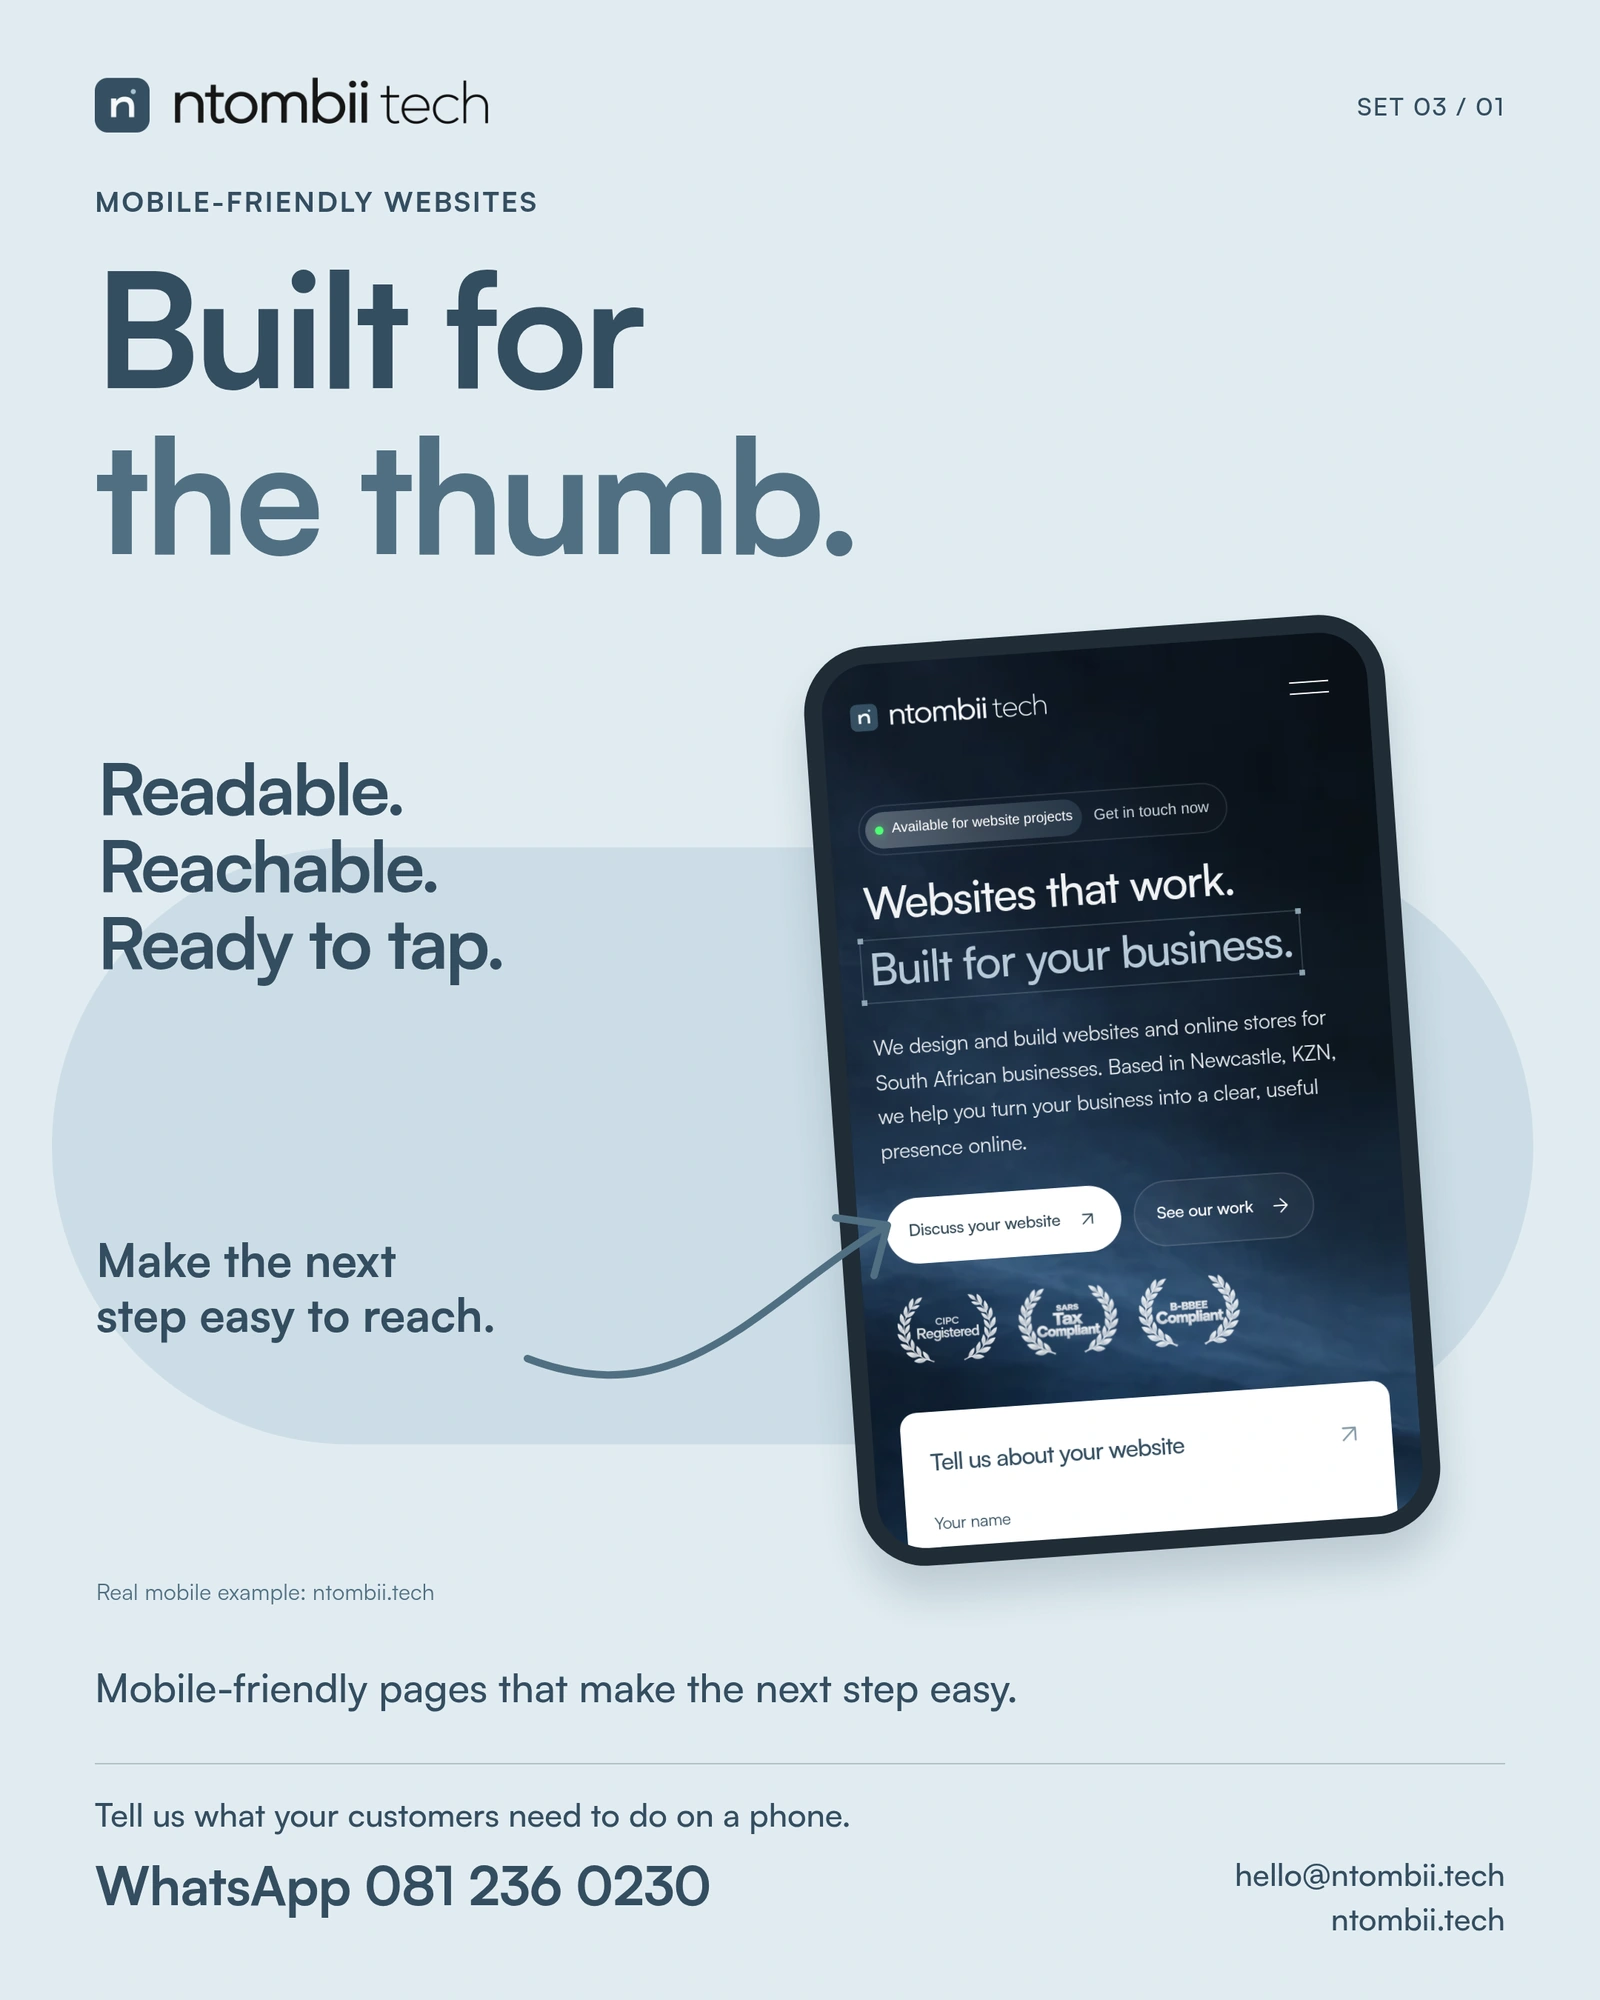 ntombii tech
SET 03 / 01
MOBILE-FRIENDLY WEBSITES
Built for
the thumb.
Readable.
Reachable.
Ready to tap.
Make the next
step easy to reach.
n ntombii tech
Available for website projects
Get in touch now
Websites that work.
Built for your business.
We design and build websites and online stores for
South African businesses. Based in Newcastle, KZN,
we help you turn your business into a clear, useful
presence online.
Discuss your website
See our work
CIPC
Registered
SARS
Tax
Compliant
B-BBEE
Compliant
Tell us about your website
Your name
Real mobile example: ntombii.tech
Mobile-friendly pages that make the next step easy.
Tell us what your customers need to do on a phone.
WhatsApp 081 236 0230
hello@ntombii.tech
ntombii.tech